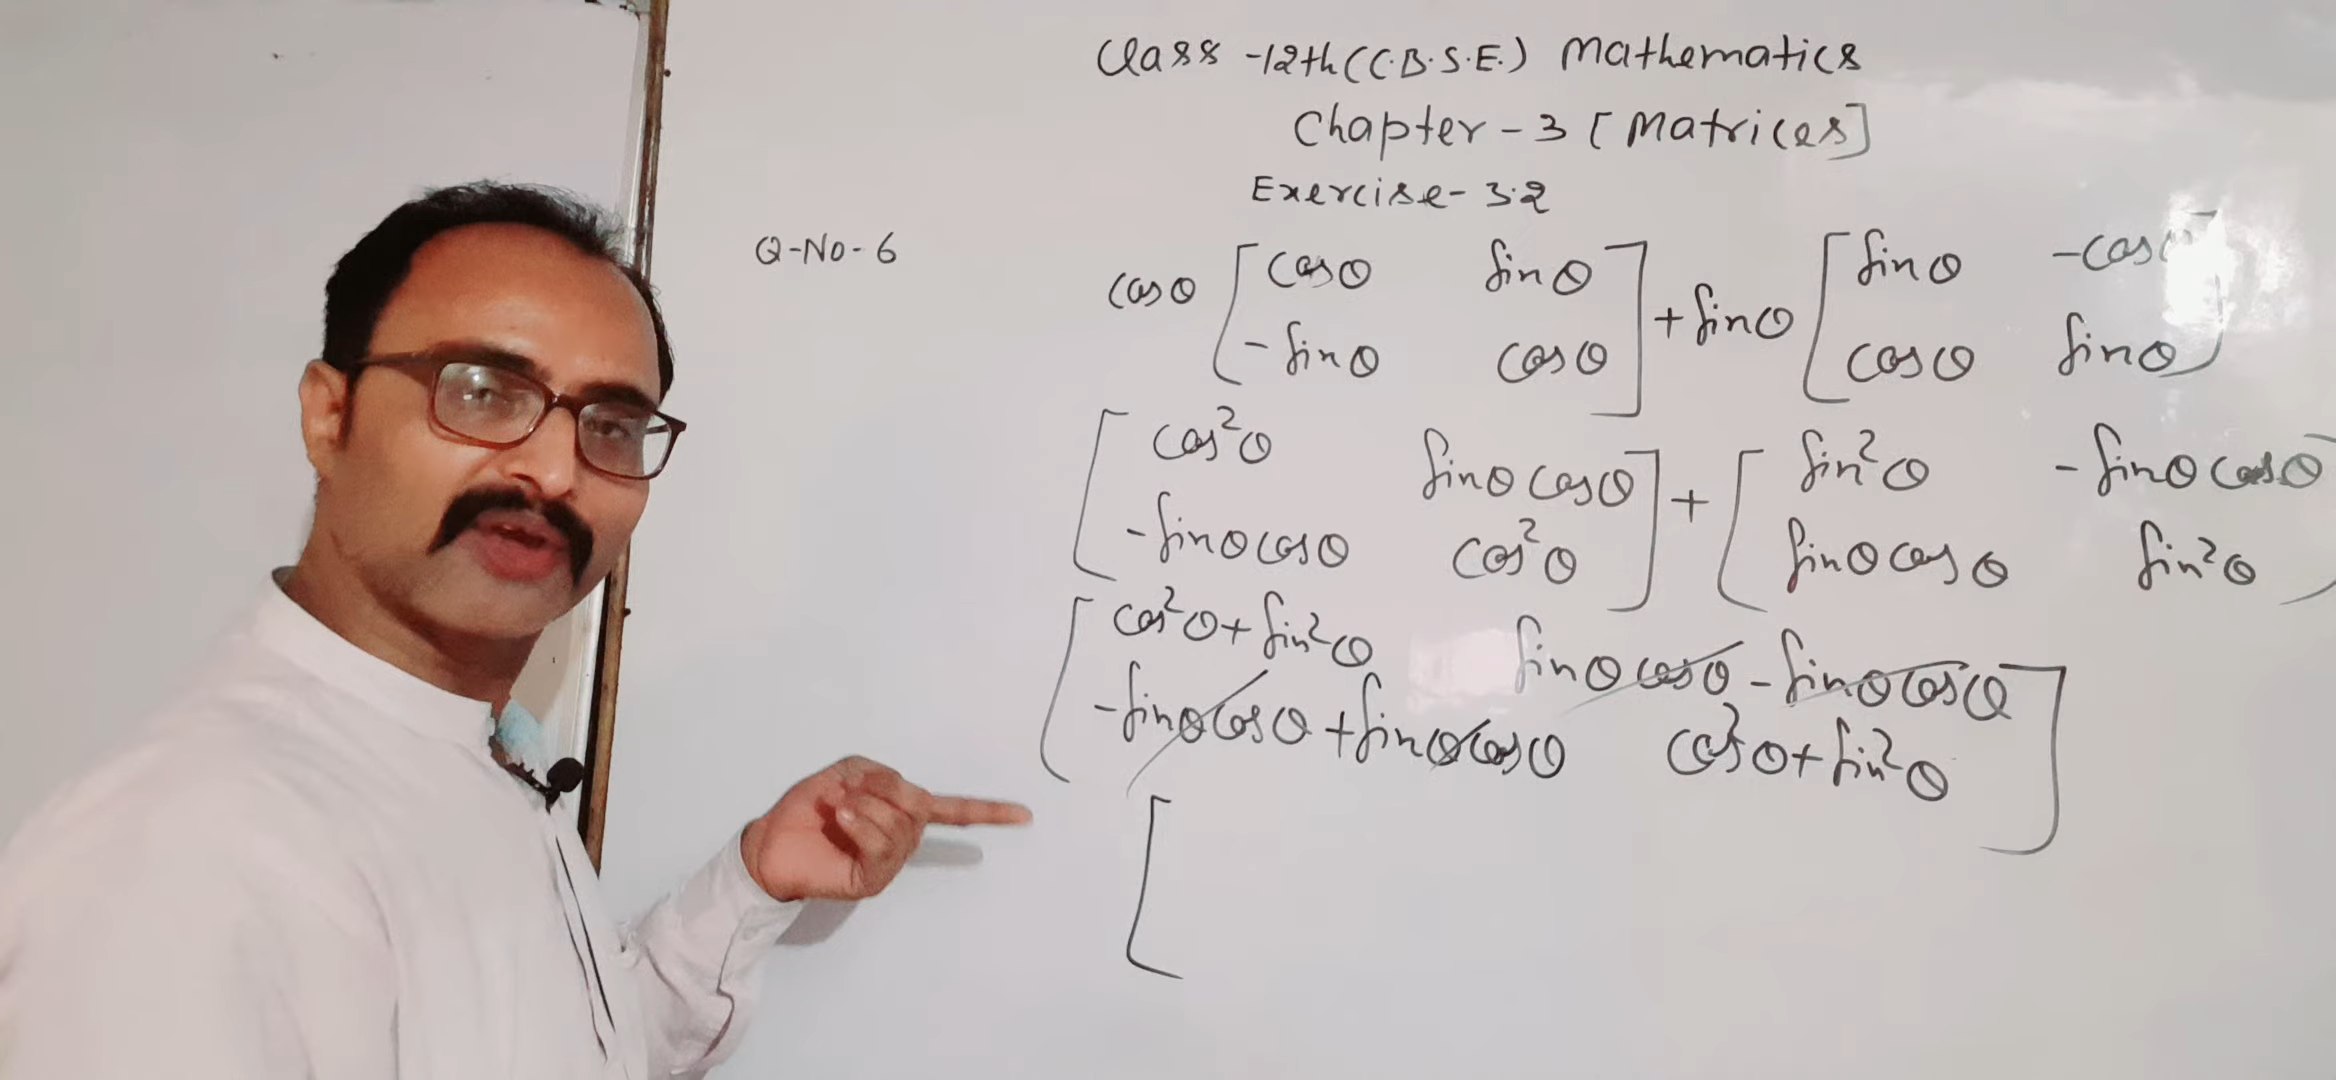 Class -12th (C.B.S.E.) Mathematics
Chapter - 3 [Matrices]
Exercise - 3.2
Q-No-6
cosθ [ cosθ sinθ ] + sinθ [ sinθ -cos
-sinθ cosθ cosθ sinθ
[ cos²θ sinθ cosθ ] + [ sin²θ -sinθ cosθ
-sinθ cosθ cos²θ sinθ cosθ sin²θ
[ cos²θ + sin²θ sinθ cosθ - sinθ cosθ ]
-sinθ cosθ + sinθ cosθ cos²θ + sin²θ
[